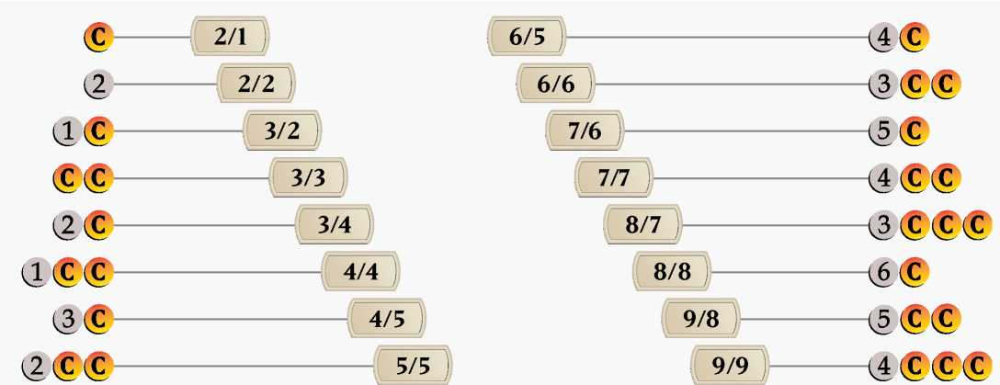 C 2/1 6/5 4 C
2 2/2 6/6 3 C C
1 C 3/2 7/6 5 C
C C 3/3 7/7 4 C C
2 C 3/4 8/7 3 C C C
1 C C 4/4 8/8 6 C
3 C 4/5 9/8 5 C C
2 C C 5/5 9/9 4 C C C